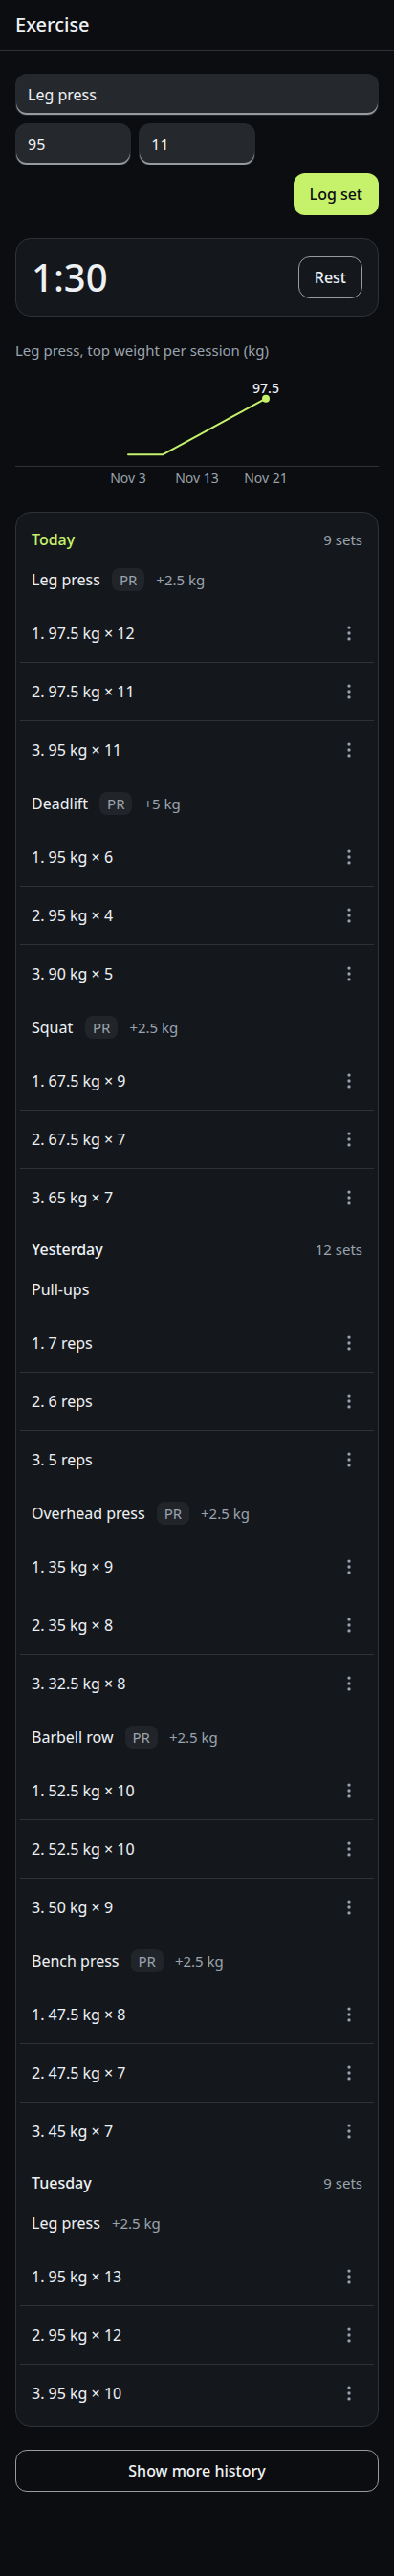 Exercise
Leg press
95 11
Log set
1:30 Rest
Leg press, top weight per session (kg)
97.5
Nov 3 Nov 13 Nov 21
Today 9 sets
Leg press PR +2.5 kg
1. 97.5 kg × 12
2. 97.5 kg × 11
3. 95 kg × 11
Deadlift PR +5 kg
1. 95 kg × 6
2. 95 kg × 4
3. 90 kg × 5
Squat PR +2.5 kg
1. 67.5 kg × 9
2. 67.5 kg × 7
3. 65 kg × 7
Yesterday 12 sets
Pull-ups
1. 7 reps
2. 6 reps
3. 5 reps
Overhead press PR +2.5 kg
1. 35 kg × 9
2. 35 kg × 8
3. 32.5 kg × 8
Barbell row PR +2.5 kg
1. 52.5 kg × 10
2. 52.5 kg × 10
3. 50 kg × 9
Bench press PR +2.5 kg
1. 47.5 kg × 8
2. 47.5 kg × 7
3. 45 kg × 7
Tuesday 9 sets
Leg press +2.5 kg
1. 95 kg × 13
2. 95 kg × 12
3. 95 kg × 10
Show more history